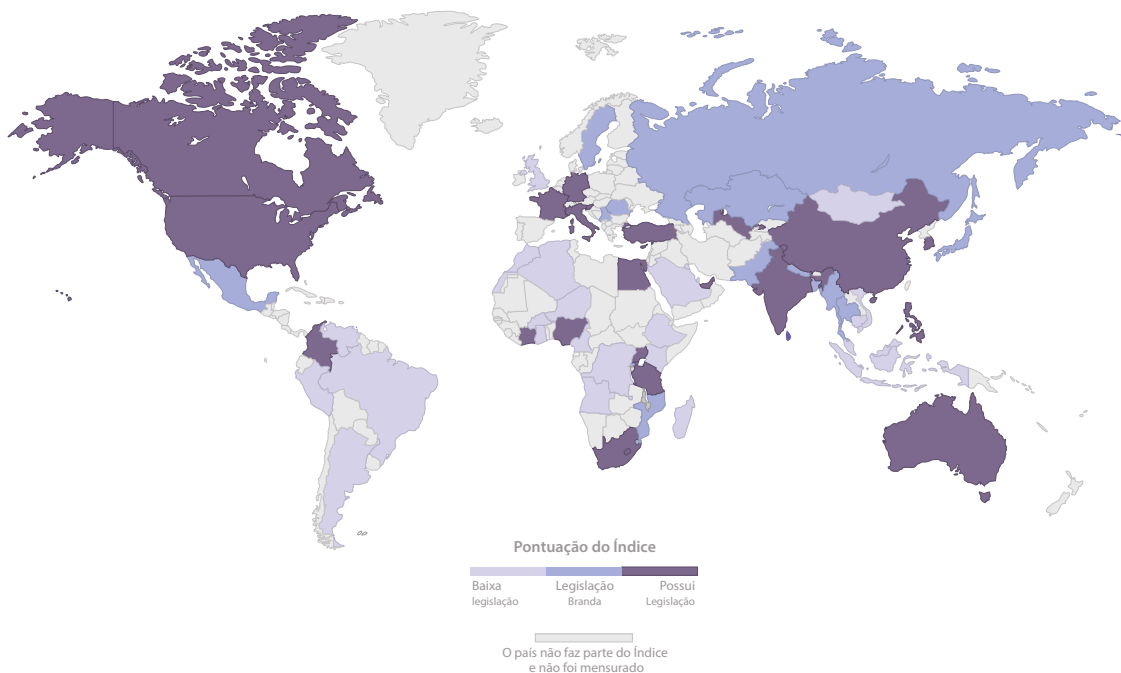 Pontuação do Índice
Baixa
legislação
Legislação
Branda
Possui
Legislação
O país não faz parte do Índice
e não foi mensurado